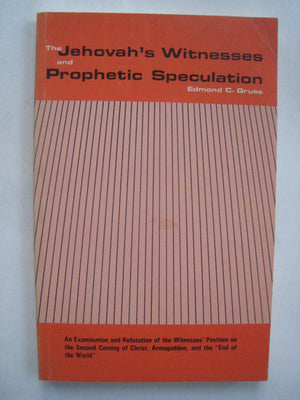 The Jehovah's Witnesses
and
Prophetic Speculation
Edmond C. Gruss
An Examination and Refutation of the Witnesses' Position on
the Second Coming of Christ, Armageddon, and the "End of
the World"